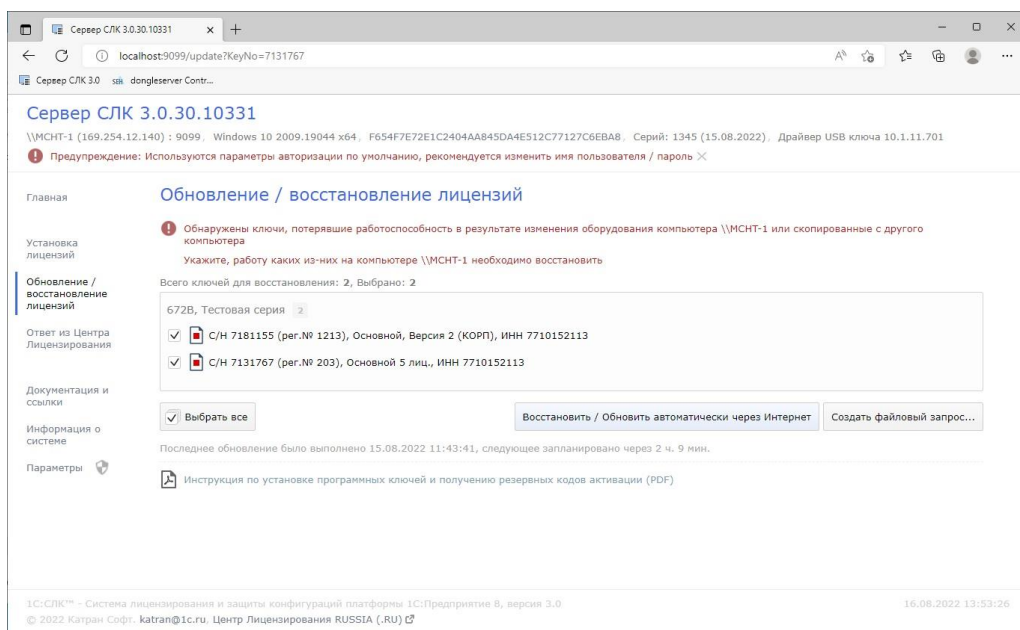 Сервер СЛК 3.0.30.10331
localhost:9099/update?KeyNo=7131767
Сервер СЛК 3.0 seh dongleserver Contr...
Сервер СЛК 3.0.30.10331
\\MCHT-1 (169.254.12.140) : 9099, Windows 10 2009.19044 x64, F654F7E72E1C2404AA845DA4E512C77127C6EBA8, Серий: 1345 (15.08.2022), Драйвер USB ключа 10.1.11.701
Предупреждение: Используются параметры авторизации по умолчанию, рекомендуется изменить имя пользователя / пароль
Главная
Установка
лицензий
Обновление /
восстановление
лицензий
Ответ из Центра
Лицензирования
Документация и
ссылки
Информация о
системе
Параметры
Обновление / восстановление лицензий
Обнаружены ключи, потерявшие работоспособность в результате изменения оборудования компьютера \\MCHT-1 или скопированные с другого
компьютера
Укажите, работу каких из-них на компьютере \\MCHT-1 необходимо восстановить
Всего ключей для восстановления: 2, Выбрано: 2
672B, Тестовая серия 2
С/Н 7181155 (рег.№ 1213), Основной, Версия 2 (КОРП), ИНН 7710152113
С/Н 7131767 (рег.№ 203), Основной 5 лиц., ИНН 7710152113
Выбрать все
Восстановить / Обновить автоматически через Интернет
Создать файловый запрос...
Последнее обновление было выполнено 15.08.2022 11:43:41, следующее запланировано через 2 ч. 9 мин.
Инструкция по установке программных ключей и получению резервных кодов активации (PDF)
1С:СЛК™ - Система лицензирования и защиты конфигураций платформы 1С:Предприятие 8, версия 3.0
16.08.2022 13:53:26
© 2022 Катран Софт. katran@1c.ru, Центр Лицензирования RUSSIA (.RU)